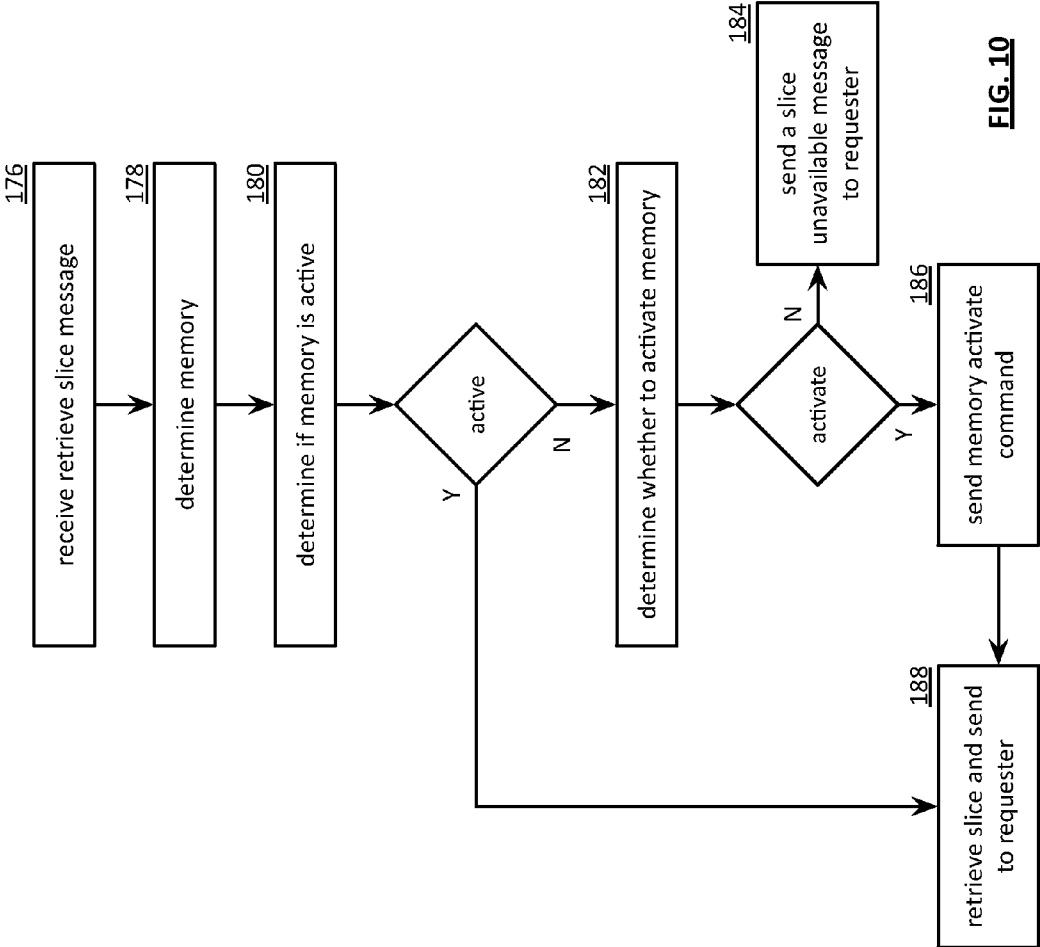 176
receive retrieve slice message
178
determine memory
180
determine if memory is active
active
Y
N
182
determine whether to activate memory
activate
N
Y
184
send a slice
unavailable message
to requester
186
send memory activate
command
188
retrieve slice and send
to requester
FIG. 10